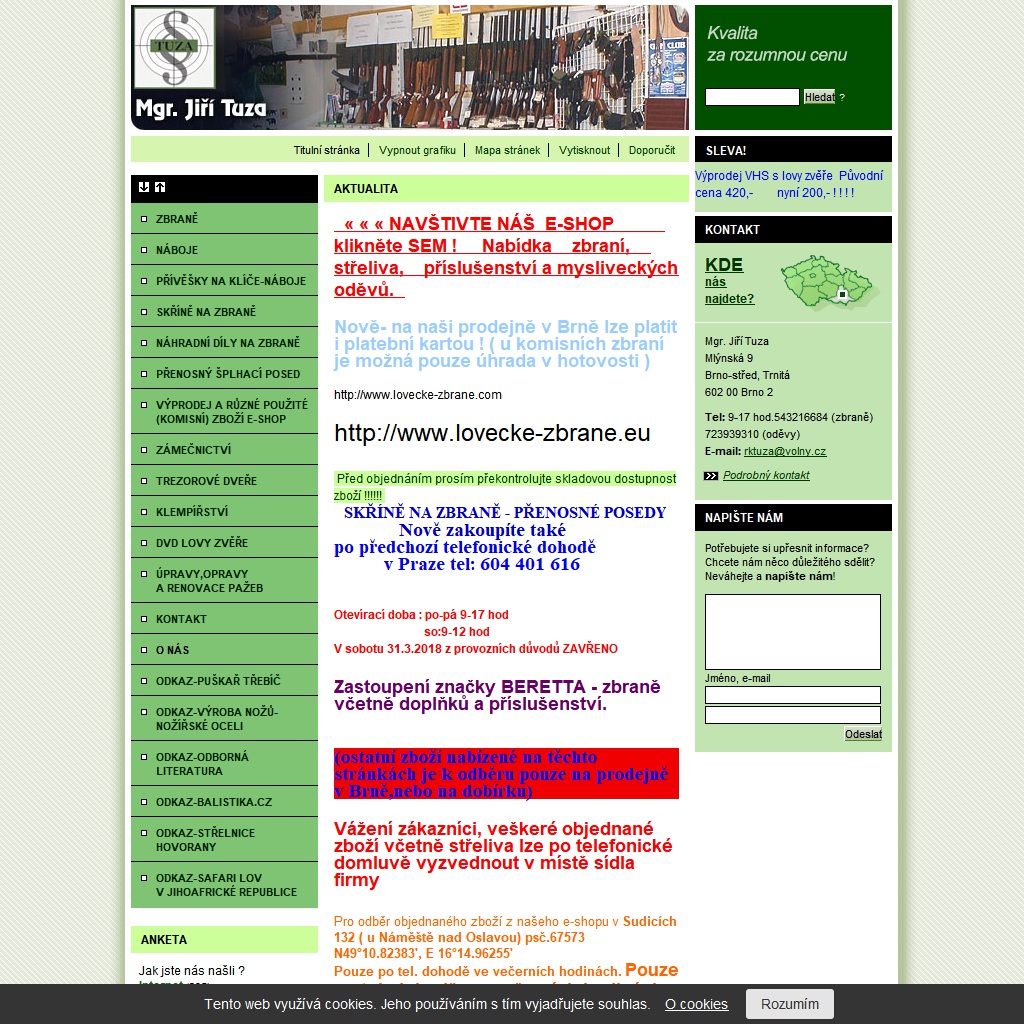 TUZA
Mgr. Jiří Tuza
Kvalita
za rozumnou cenu
Hledat ?
Titulní stránka
Vypnout grafiku
Mapa stránek
Vytisknout
Doporučit
ZBRANĚ
NÁBOJE
PŘÍVĚŠKY NA KLÍČE-NÁBOJE
SKŘÍNĚ NA ZBRANĚ
NÁHRADNÍ DÍLY NA ZBRANĚ
PŘENOSNÝ ŠPLHACÍ POSED
VÝPRODEJ A RŮZNÉ POUŽITÉ
(KOMISNÍ) ZBOŽÍ E-SHOP
ZÁMEČNICTVÍ
TREZOROVÉ DVEŘE
KLEMPÍŘSTVÍ
DVD LOVY ZVĚŘE
ÚPRAVY,OPRAVY
A RENOVACE PAŽEB
KONTAKT
O NÁS
ODKAZ-PUŠKAŘ TŘEBÍČ
ODKAZ-VÝROBA NOŽŮ-
NOŽÍŘSKÉ OCELI
ODKAZ-ODBORNÁ
LITERATURA
ODKAZ-BALISTIKA.CZ
ODKAZ-STŘELNICE
HOVORANY
ODKAZ-SAFARI LOV
V JIHOAFRICKÉ REPUBLICE
ANKETA
Jak jste nás našli ?
AKTUALITA
« « « NAVŠTIVTE NÁŠ E-SHOP
klikněte SEM ! Nabídka zbraní,
střeliva, příslušenství a mysliveckých
oděvů.
Nově- na naši prodejně v Brně lze platit
i platební kartou ! ( u komisních zbraní
je možná pouze úhrada v hotovosti )
http://www.lovecke-zbrane.com
http://www.lovecke-zbrane.eu
Před objednáním prosím překontrolujte skladovou dostupnost
zboží !!!!!!
SKŘÍNĚ NA ZBRANĚ - PŘENOSNÉ POSEDY
Nově zakoupíte také
po předchozí telefonické dohodě
v Praze tel: 604 401 616
Otevírací doba : po-pá 9-17 hod
so:9-12 hod
V sobotu 31.3.2018 z provozních důvodů ZAVŘENO
Zastoupení značky BERETTA - zbraně
včetně doplňků a příslušenství.
(ostatní zboží nabízené na těchto
stránkách je k odběru pouze na prodejně
v Brně,nebo na dobírku)
Vážení zákazníci, veškeré objednané
zboží včetně střeliva lze po telefonické
domluvě vyzvednout v místě sídla
firmy
Pro odběr objednaného zboží z našeho e-shopu v Sudicích
132 ( u Náměště nad Oslavou) psč.67573
N49°10.82383', E 16°14.96255'
Pouze po tel. dohodě ve večerních hodinách. Pouze
SLEVA!
Výprodej VHS s lovy zvěře Původní
cena 420,- nyní 200,- ! ! ! !
KONTAKT
KDE
nás
najdete?
Mgr. Jiří Tuza
Mlýnská 9
Brno-střed, Trnitá
602 00 Brno 2
Tel: 9-17 hod.543216684 (zbraně)
723939310 (oděvy)
E-mail: rktuza@volny.cz
Podrobný kontakt
NAPIŠTE NÁM
Potřebujete si upřesnit informace?
Chcete nám něco důležitého sdělit?
Neváhejte a napište nám!
Jméno, e-mail
Odeslat
Tento web využívá cookies. Jeho používáním s tím vyjadřujete souhlas. O cookies Rozumím